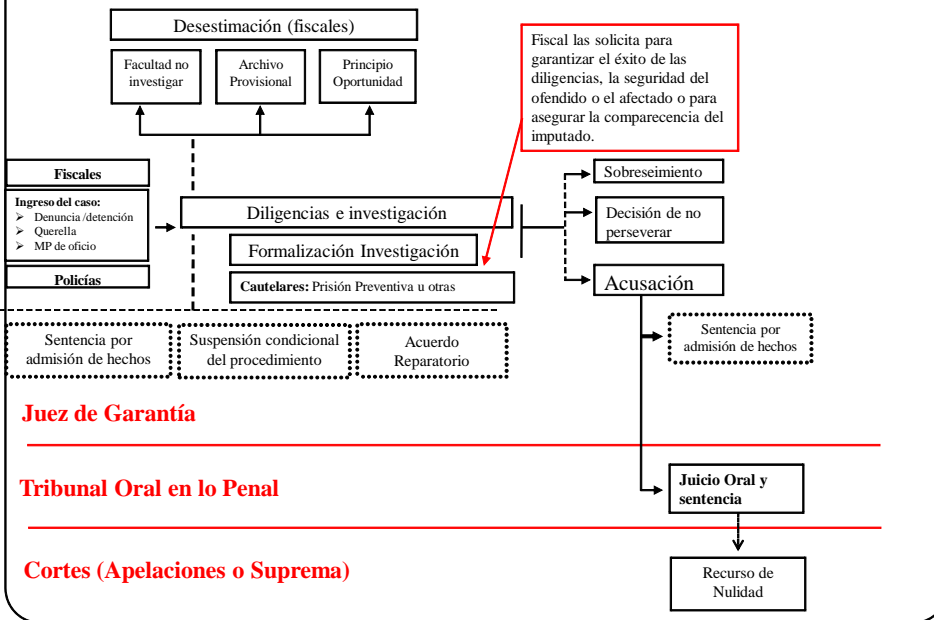 Desestimación (fiscales)
Facultad no
investigar
Archivo
Provisional
Principio
Oportunidad
Fiscal las solicita para
garantizar el éxito de las
diligencias, la seguridad del
ofendido o el afectado o para
asegurar la comparecencia del
imputado.
Fiscales
Ingreso del caso:
➢ Denuncia /detención
➢ Querella
➢ MP de oficio
Policías
Diligencias e investigación
Formalización Investigación
Cautelares: Prisión Preventiva u otras
Sobreseimiento
Decisión de no
perseverar
Acusación
Sentencia por
admisión de hechos
Suspensión condicional
del procedimiento
Acuerdo
Reparatorio
Sentencia por
admisión de hechos
Juez de Garantía
Tribunal Oral en lo Penal
Juicio Oral y
sentencia
Cortes (Apelaciones o Suprema)
Recurso de
Nulidad